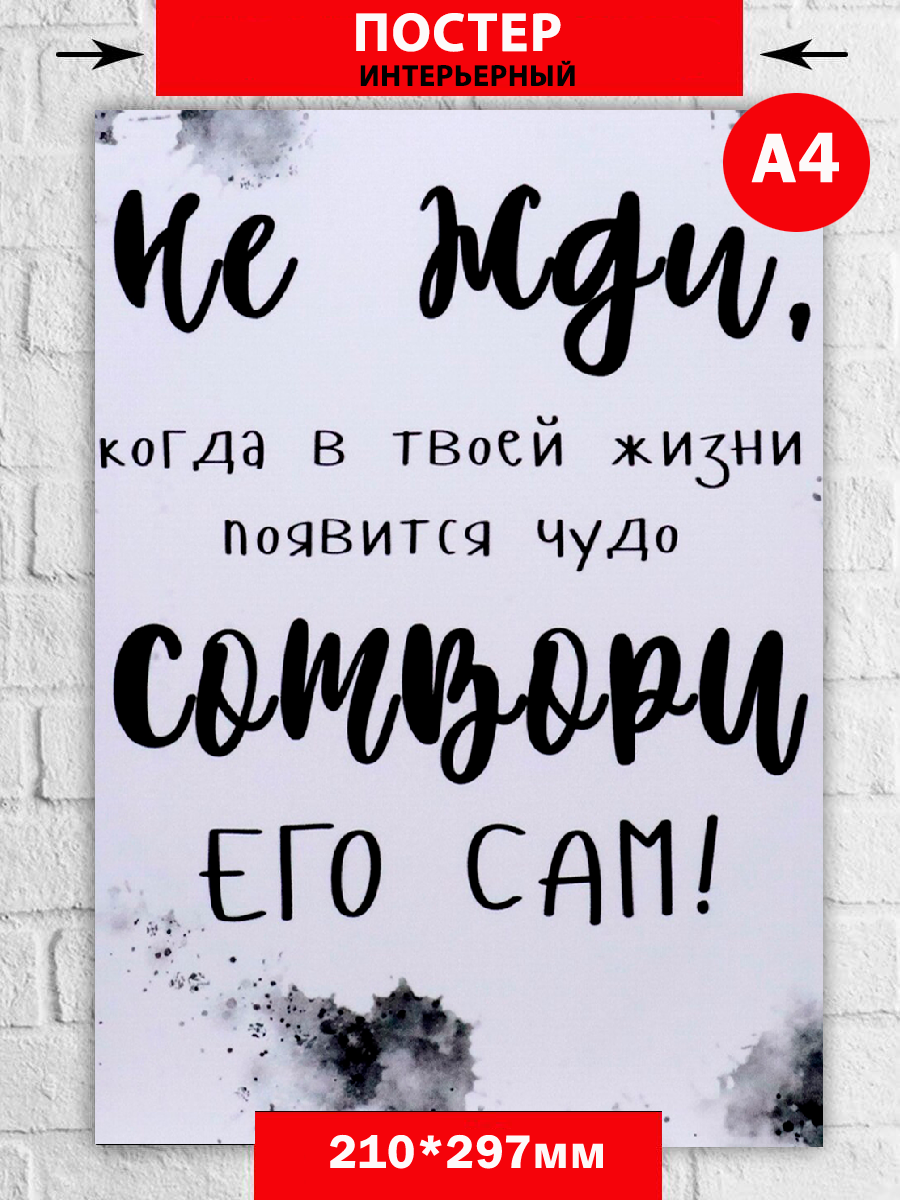 ПОСТЕР
ИНТЕРЬЕРНЫЙ
А4
Не жди,
когда в твоей жизни
появится чудо
сотвори
ЕГО САМ!
210*297мм